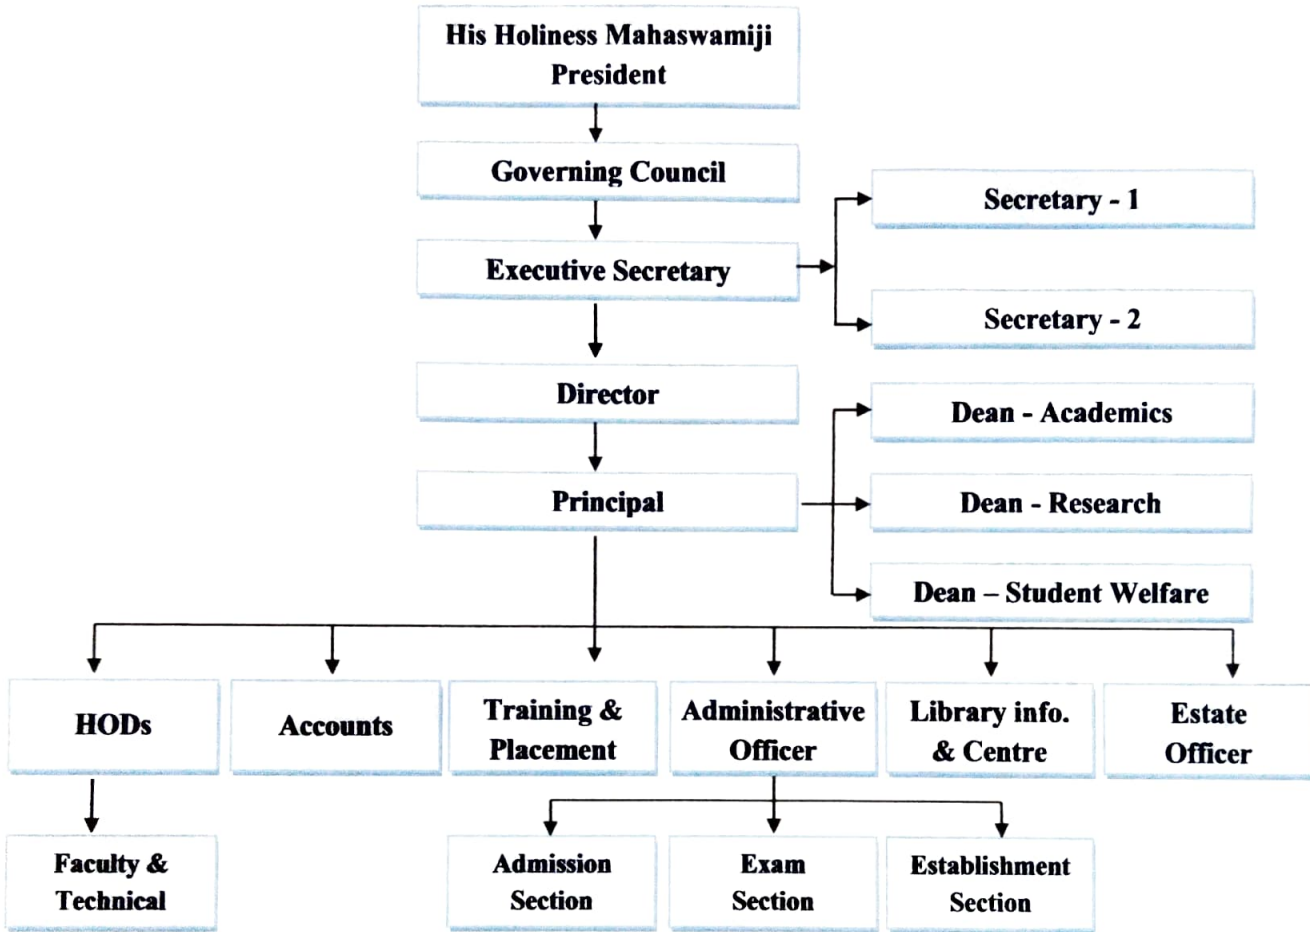 His Holiness Mahaswamiji
President
Governing Council
Executive Secretary
Secretary - 1
Secretary - 2
Director
Principal
Dean - Academics
Dean - Research
Dean – Student Welfare
HODs
Accounts
Training &
Placement
Administrative
Officer
Library info.
& Centre
Estate
Officer
Faculty &
Technical
Admission
Section
Exam
Section
Establishment
Section